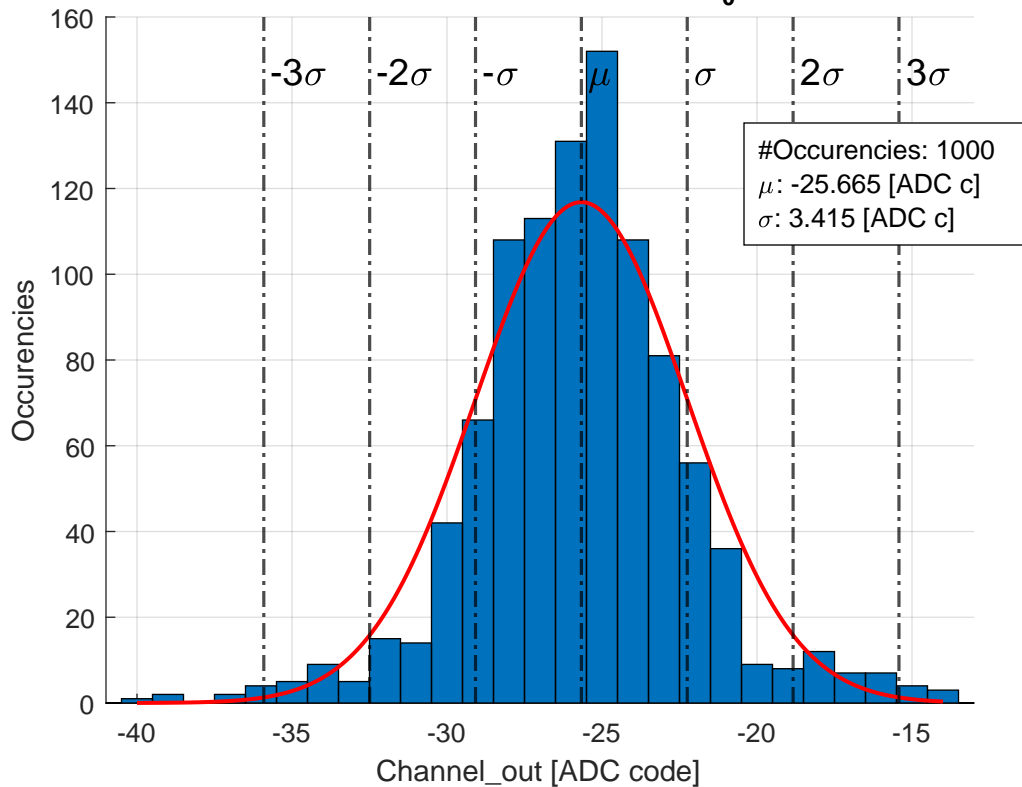 160
140
120
100
80
60
40
20
0
Occurencies
-3σ
-2σ
-σ
μ
σ
2σ
3σ
#Occurencies: 1000
μ: -25.665 [ADC c]
σ: 3.415 [ADC c]
-40
-35
-30
-25
-20
-15
Channel_out [ADC code]